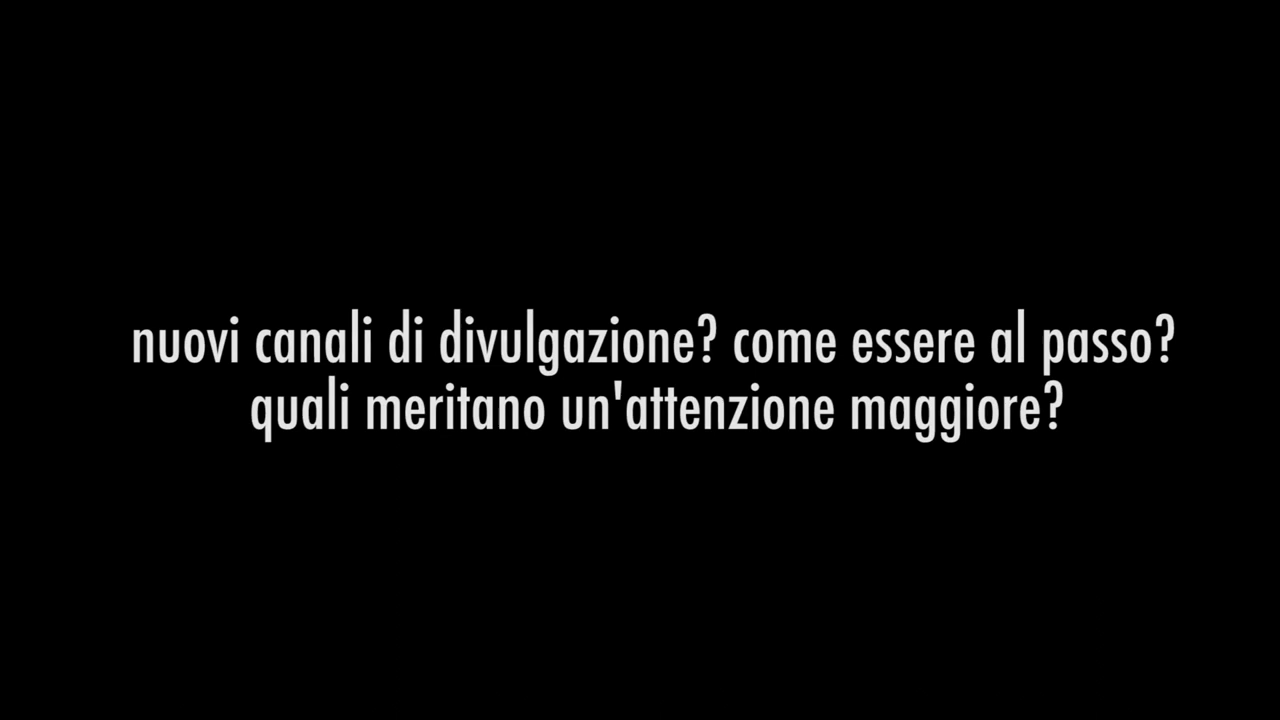 nuovi canali di divulgazione? come essere al passo?
quali meritano un'attenzione maggiore?